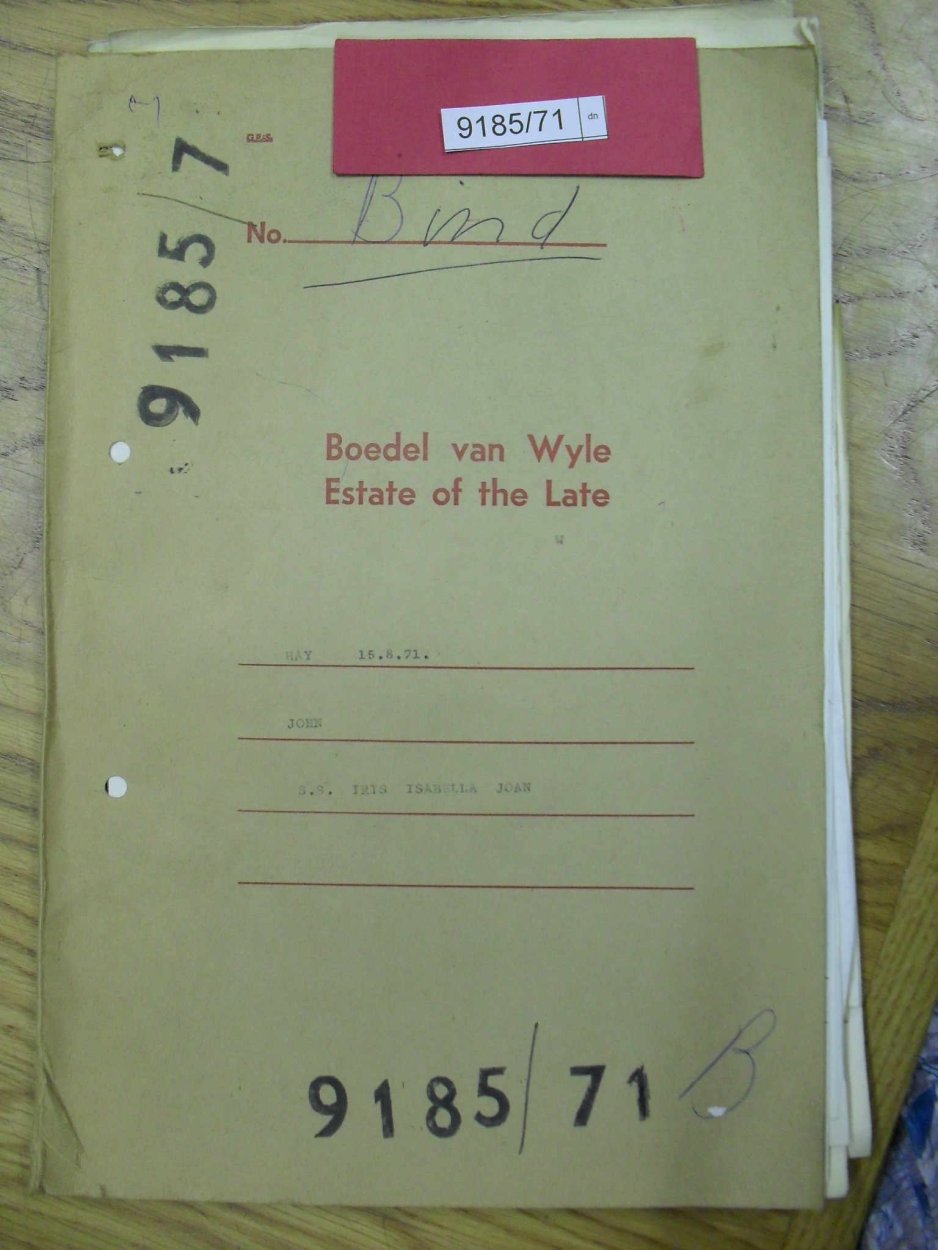 9185/71 dn
G.P.-S.
9185/7
No. Bind
Boedel van Wyle
Estate of the Late
W
HAY 15.8.71.
JOHN
S.S. IRIS ISABELLA JOAN
9185/71 B